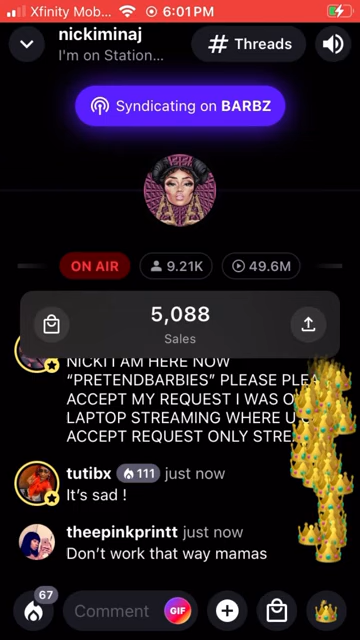 Xfinity Mob... 6:01PM
nickiminaj
I'm on Station...
# Threads
Syndicating on BARBZ
ON AIR 9.21K 49.6M
5,088
Sales
NICKI I AM HERE NOW
“PRETENDBARBIES” PLEASE PLEA
ACCEPT MY REQUEST I WAS O
LAPTOP STREAMING WHERE U
ACCEPT REQUEST ONLY STRE
tutibx 111 just now
It’s sad !
theepinkprintt just now
Don’t work that way mamas
67
Comment GIF